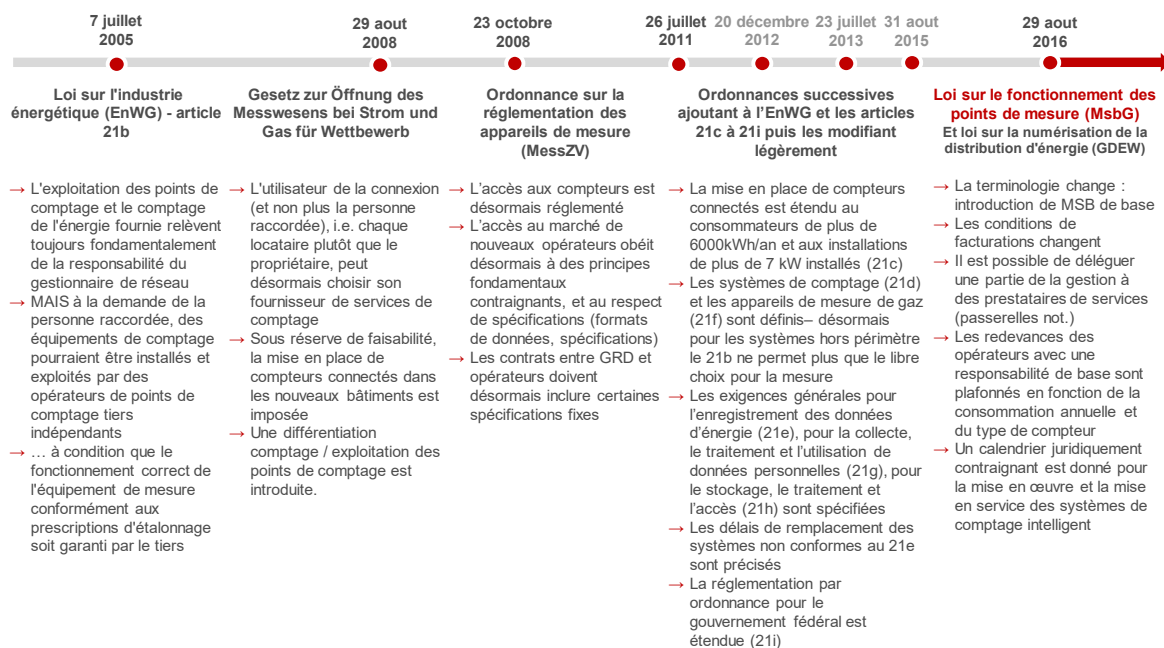 7 juillet
2005
29 aout
2008
23 octobre
2008
26 juillet
2011
20 décembre
2012
23 juillet
2013
31 aout
2015
29 aout
2016
Loi sur l'industrie
énergétique (EnWG) - article
21b
→ L'exploitation des points de
comptage et le comptage
de l'énergie fournie relèvent
toujours fondamentalement
de la responsabilité du
gestionnaire de réseau
→ MAIS à la demande de la
personne raccordée, des
équipements de comptage
pourraient être installés et
exploités par des
opérateurs de points de
comptage tiers
indépendants
→ … à condition que le
fonctionnement correct de
l'équipement de mesure
conformément aux
prescriptions d'étalonnage
soit garanti par le tiers
Gesetz zur Öffnung des
Messwesens bei Strom und
Gas für Wettbewerb
→ L'utilisateur de la connexion
(et non plus la personne
raccordée), i.e. chaque
locataire plutôt que le
propriétaire, peut
désormais choisir son
fournisseur de services de
comptage
→ Sous réserve de faisabilité,
la mise en place de
compteurs connectés dans
les nouveaux bâtiments est
imposée
→ Une différentiation
comptage / exploitation des
points de comptage est
introduite.
Ordonnance sur la
réglementation des
appareils de mesure
(MessZV)
→ L'accès aux compteurs est
désormais réglementé
→ L'accès au marché de
nouveaux opérateurs obéit
désormais à des principes
fondamentaux
contraignants, et au respect
de spécifications (formats
de données, spécifications)
→ Les contrats entre GRD et
opérateurs doivent
désormais inclure certaines
spécifications fixes
Ordonnances successives
ajoutant à l'EnWG et les articles
21c à 21i puis les modifiant
légèrement
→ La mise en place de compteurs
connectés est étendu au
consommateurs de plus de
6000kWh/an et aux installations
de plus de 7 kW installés (21c)
→ Les systèmes de comptage (21d)
et les appareils de mesure de gaz
(21f) sont définis– désormais
pour les systèmes hors périmètre
le 21b ne permet plus que le libre
choix pour la mesure
→ Les exigences générales pour
l'enregistrement des données
d'énergie (21e), pour la collecte,
le traitement et l'utilisation de
données personnelles (21g), pour
le stockage, le traitement et
l'accès (21h) sont spécifiées
→ Les délais de remplacement des
systèmes non conformes au 21e
sont précisés
→ La réglementation par
ordonnance pour le
gouvernement fédéral est
étendue (21i)
Loi sur le fonctionnement des
points de mesure (MsbG)
Et loi sur la numérisation de la
distribution d'énergie (GDEW)
→ La terminologie change :
introduction de MSB de base
→ Les conditions de
facturations changent
→ Il est possible de déléguer
une partie de la gestion à
des prestataires de services
(passerelles not.)
→ Les redevances des
opérateurs avec une
responsabilité de base sont
plafonnés en fonction de la
consommation annuelle et
du type de compteur
→ Un calendrier juridiquement
contraignant est donné pour
la mise en œuvre et la mise
en service des systèmes de
comptage intelligent